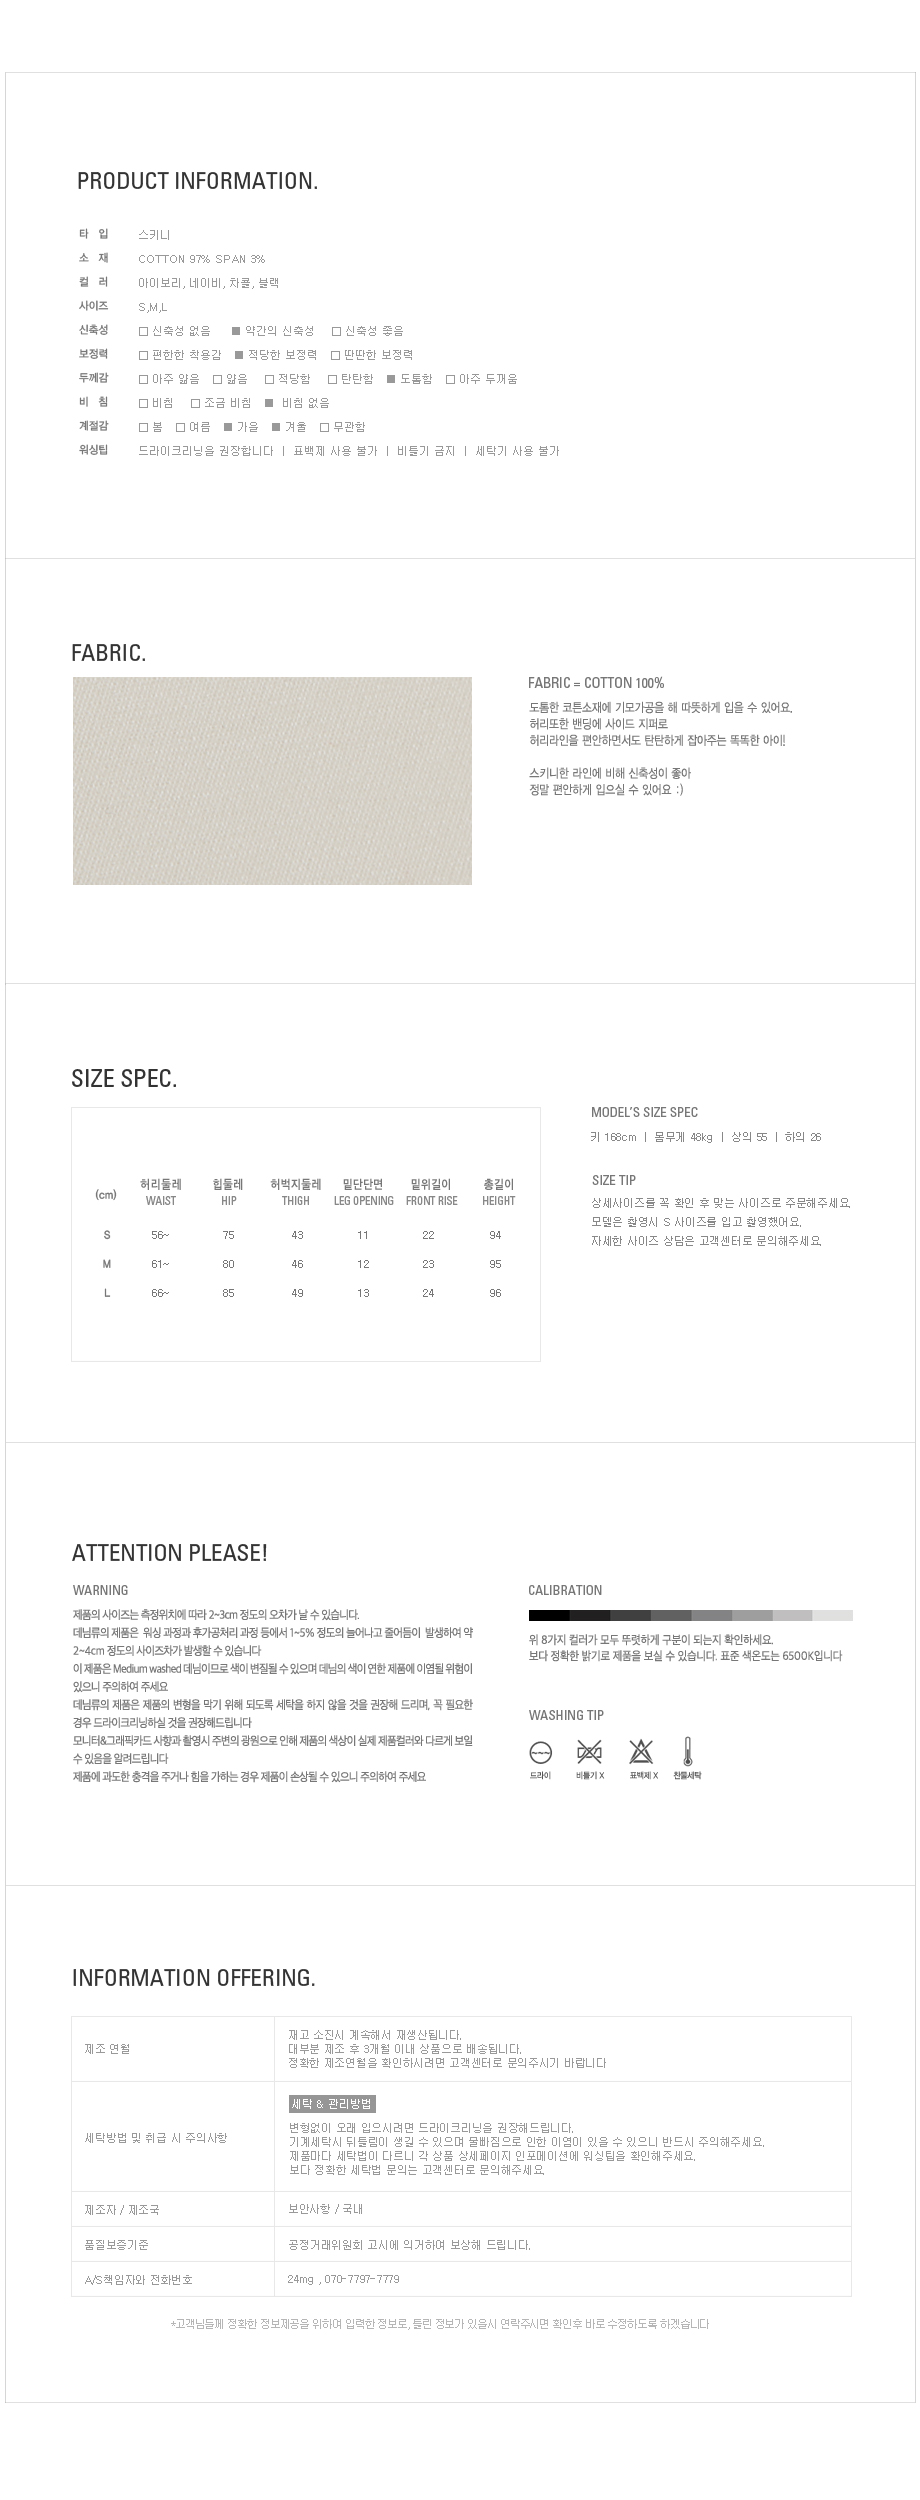 PRODUCT INFORMATION.
타 입 스키니
소 재 COTTON 97% SPAN 3%
컬 러 아이보리, 네이비, 차콜, 블랙
사이즈 S,M,L
신축성 □ 신축성 없음 ■ 약간의 신축성 □ 신축성 좋음
보정력 □ 편한한 착용감 ■ 적당한 보정력 □ 딴딴한 보정력
두께감 □ 아주 얇음 □ 얇음 □ 적당함 □ 탄탄함 ■ 도톰함 □ 아주 두꺼움
비 침 □ 비침 □ 조금 비침 ■ 비침 없음
계절감 □ 봄 □ 여름 ■ 가을 ■ 겨울 □ 무관함
워싱팁 드라이크리닝을 권장합니다 | 표백제 사용 불가 | 비틀기 금지 | 세탁기 사용 불가
FABRIC.
FABRIC = COTTON 100%
도톰한 코튼소재에 기모가공을 해 따뜻하게 입을 수 있어요.
허리또한 밴딩에 사이드 지퍼로
허리라인을 편안하면서도 탄탄하게 잡아주는 똑똑한 아이!
스키니한 라인에 비해 신축성이 좋아
정말 편안하게 입으실 수 있어요 :)
SIZE SPEC.
(cm) 허리둘레 힙둘레 허벅지둘레 밑단단면 밑위길이 총길이
WAIST HIP THIGH LEG OPENING FRONT RISE HEIGHT
S 56~ 75 43 11 22 94
M 61~ 80 46 12 23 95
L 66~ 85 49 13 24 96
MODEL'S SIZE SPEC
키 168cm | 몸무게 48kg | 상의 55 | 하의 26
SIZE TIP
상세사이즈를 꼭 확인 후 맞는 사이즈로 주문해주세요.
모델은 촬영시 S 사이즈를 입고 촬영했어요.
자세한 사이즈 상담은 고객센터로 문의해주세요.
ATTENTION PLEASE!
WARNING
제품의 사이즈는 측정위치에 따라 2~3cm 정도의 오차가 날 수 있습니다.
데님류의 제품은 워싱 과정과 후가공처리 과정 등에서 1~5% 정도의 늘어나고 줄어듬이 발생하여 약
2~4cm 정도의 사이즈차가 발생할 수 있습니다
이 제품은 Medium washed 데님이므로 색이 변질될 수 있으며 데님의 색이 연한 제품에 이염될 위험이
있으니 주의하여 주세요
데님류의 제품은 제품의 변형을 막기 위해 되도록 세탁을 하지 않을 것을 권장해 드리며, 꼭 필요한
경우 드라이크리닝하실 것을 권장해드립니다
모니터&그래픽카드 사향과 촬영시 주변의 광원으로 인해 제품의 색상이 실제 제품컬러와 다르게 보일
수 있음을 알려드립니다
제품에 과도한 충격을 주거나 힘을 가하는 경우 제품이 손상될 수 있으니 주의하여 주세요
CALIBRATION
위 8가지 컬러가 모두 뚜렷하게 구분이 되는지 확인하세요.
보다 정확한 밝기로 제품을 보실 수 있습니다. 표준 색온도는 6500K입니다
WASHING TIP
드라이 비틀기 X 표백제 X 찬물세탁
INFORMATION OFFERING.
제조 연월
재고 소진시 계속해서 재생산됩니다.
대부분 제조 후 3개월 이내 상품으로 배송됩니다.
정확한 제조연월을 확인하시려면 고객센터로 문의주시기 바랍니다
세탁방법 및 취급 시 주의사항
세탁 & 관리방법
변형없이 오래 입으시려면 드라이크리닝을 권장해드립니다.
기계세탁시 뒤틀림이 생길 수 있으며 물빠짐으로 인한 이염이 있을 수 있으니 반드시 주의해주세요.
제품마다 세탁법이 다르니 각 상품 상세페이지 인포메이션에 워싱팁을 확인해주세요.
보다 정확한 세탁법 문의는 고객센터로 문의해주세요.
제조자 / 제조국 보안사항 / 국내
품질보증기준 공정거래위원회 고시에 의거하여 보상해 드립니다.
A/S책임자와 전화번호 24mg , 070-7797-7779
*고객님들께 정확한 정보제공을 위하여 입력한 정보로, 틀린 정보가 있을시 연락주시면 확인후 바로 수정하도록 하겠습니다